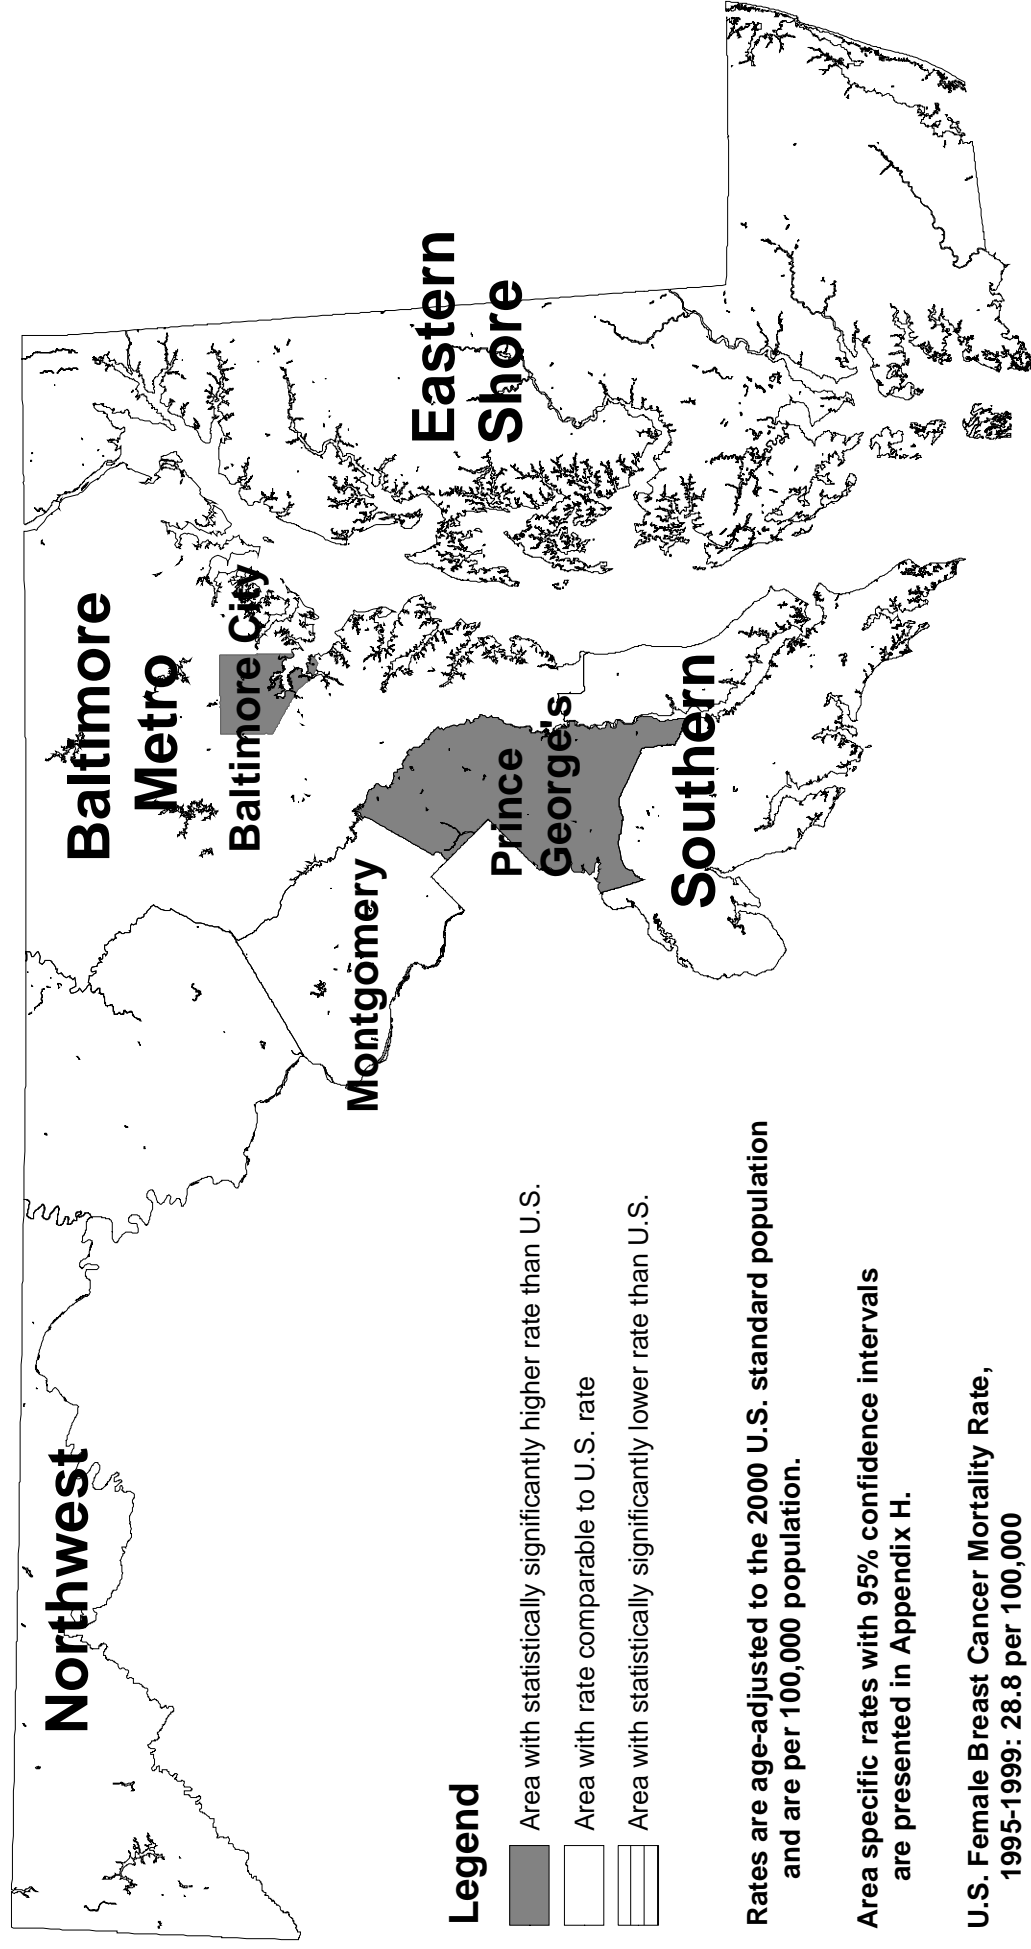 Baltimore
Metro
Baltimore City
Eastern
Shore
Northwest
Montgomery
Prince
George's
Southern
Legend
Area with statistically significantly higher rate than U.S.
Area with rate comparable to U.S. rate
Area with statistically significantly lower rate than U.S.
Rates are age-adjusted to the 2000 U.S. standard population
and are per 100,000 population.
Area specific rates with 95% confidence intervals
are presented in Appendix H.
U.S. Female Breast Cancer Mortality Rate,
1995-1999: 28.8 per 100,000